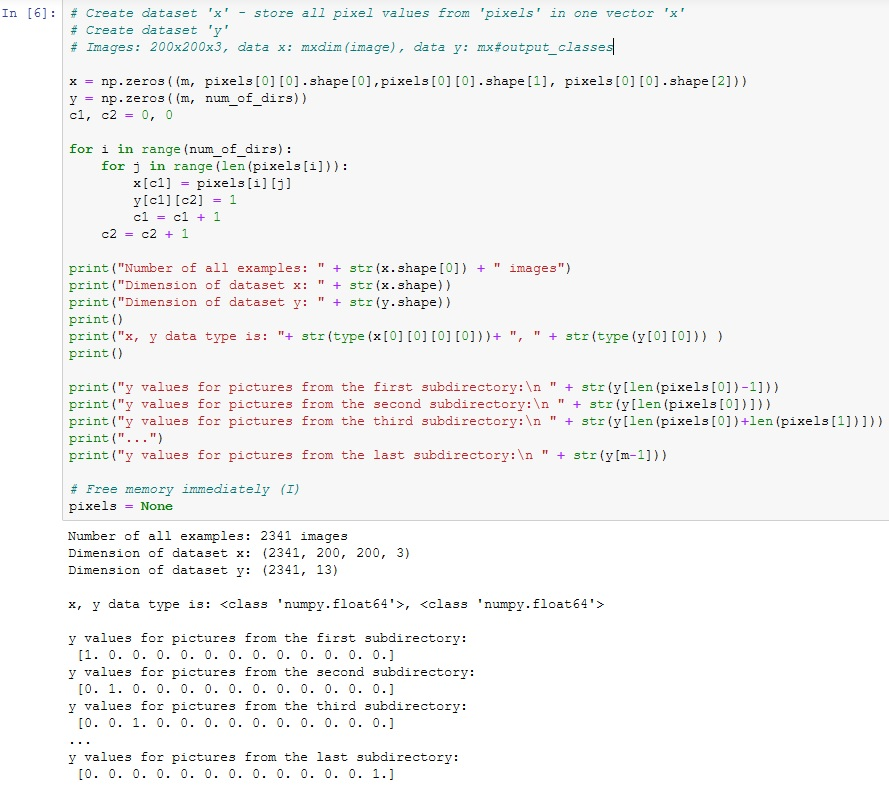 In [6]: # Create dataset 'x' - store all pixel values from 'pixels' in one vector 'x'
# Create dataset 'y'
# Images: 200x200x3, data x: mxdim(image), data y: mx#output_classes
x = np.zeros((m, pixels[0][0].shape[0],pixels[0][0].shape[1], pixels[0][0].shape[2]))
y = np.zeros((m, num_of_dirs))
c1, c2 = 0, 0
for i in range(num_of_dirs):
for j in range(len(pixels[i])):
x[c1] = pixels[i][j]
y[c1][c2] = 1
c1 = c1 + 1
c2 = c2 + 1
print("Number of all examples: " + str(x.shape[0]) + " images")
print("Dimension of dataset x: " + str(x.shape))
print("Dimension of dataset y: " + str(y.shape))
print()
print("x, y data type is: "+ str(type(x[0][0][0][0]))+ ", " + str(type(y[0][0])) )
print()
print("y values for pictures from the first subdirectory:\n " + str(y[len(pixels[0])-1]))
print("y values for pictures from the second subdirectory:\n " + str(y[len(pixels[0])]))
print("y values for pictures from the third subdirectory:\n " + str(y[len(pixels[0])+len(pixels[1])]))
print("...")
print("y values for pictures from the last subdirectory:\n " + str(y[m-1]))
# Free memory immediately (I)
pixels = None
Number of all examples: 2341 images
Dimension of dataset x: (2341, 200, 200, 3)
Dimension of dataset y: (2341, 13)
x, y data type is: <class 'numpy.float64'>, <class 'numpy.float64'>
y values for pictures from the first subdirectory:
[1. 0. 0. 0. 0. 0. 0. 0. 0. 0. 0. 0. 0.]
y values for pictures from the second subdirectory:
[0. 1. 0. 0. 0. 0. 0. 0. 0. 0. 0. 0. 0.]
y values for pictures from the third subdirectory:
[0. 0. 1. 0. 0. 0. 0. 0. 0. 0. 0. 0. 0.]
...
y values for pictures from the last subdirectory:
[0. 0. 0. 0. 0. 0. 0. 0. 0. 0. 0. 0. 1.]